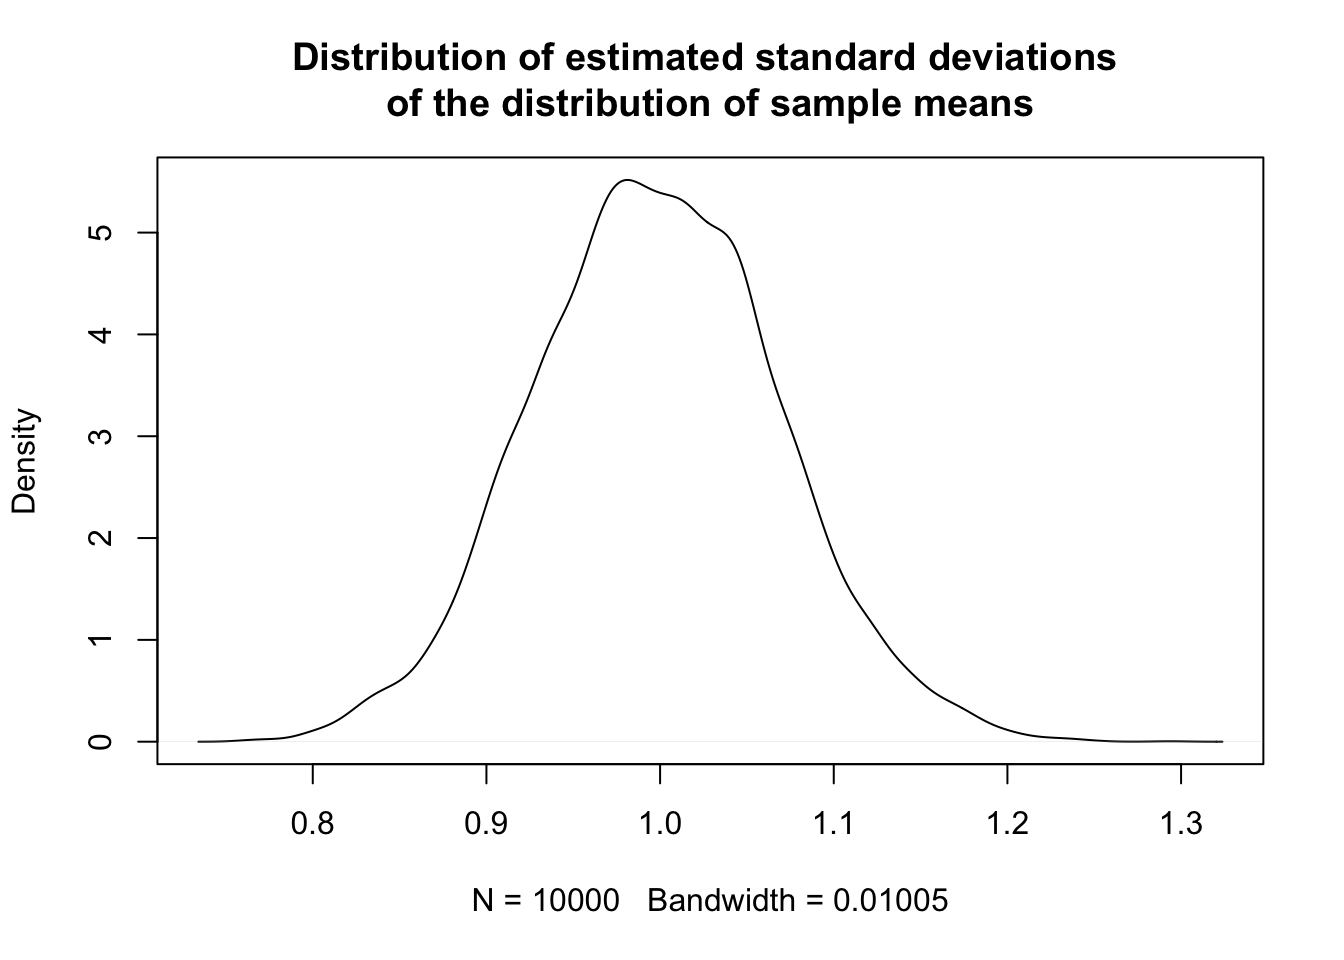 Distribution of estimated standard deviations
of the distribution of sample means
Density
5
4
3
2
1
0
0.8 0.9 1.0 1.1 1.2 1.3
N = 10000 Bandwidth = 0.01005